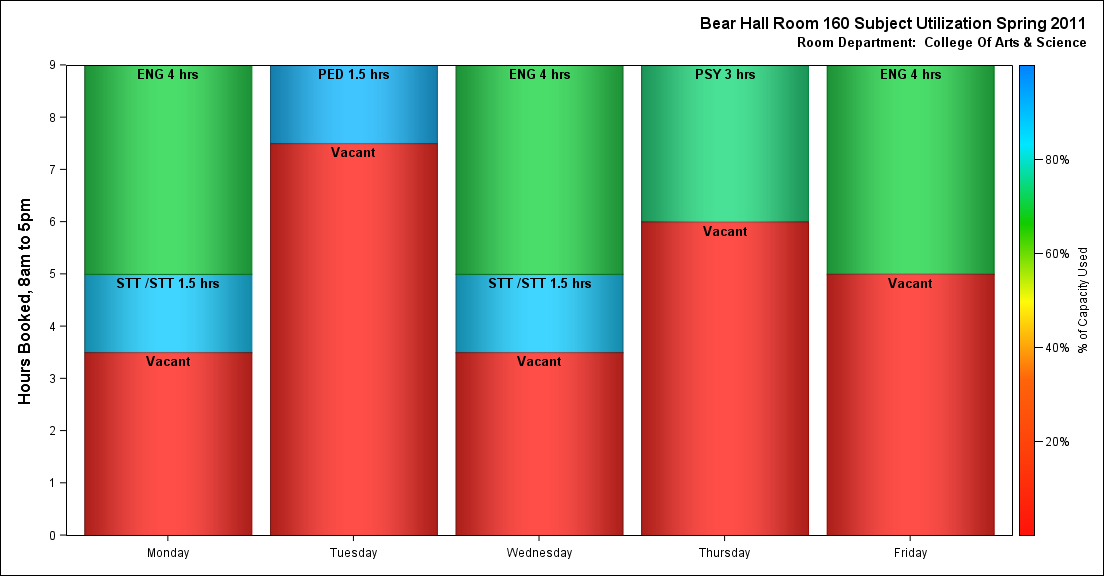 Bear Hall Room 160 Subject Utilization Spring 2011
Room Department:  College Of Arts & Science
Hours Booked, 8am to 5pm
9
8
7
6
5
4
3
2
1
0
ENG 4 hrs
STT /STT 1.5 hrs
Vacant
PED 1.5 hrs
Vacant
ENG 4 hrs
STT /STT 1.5 hrs
Vacant
PSY 3 hrs
Vacant
ENG 4 hrs
Vacant
Monday
Tuesday
Wednesday
Thursday
Friday
80%
60%
40%
20%
% of Capacity Used